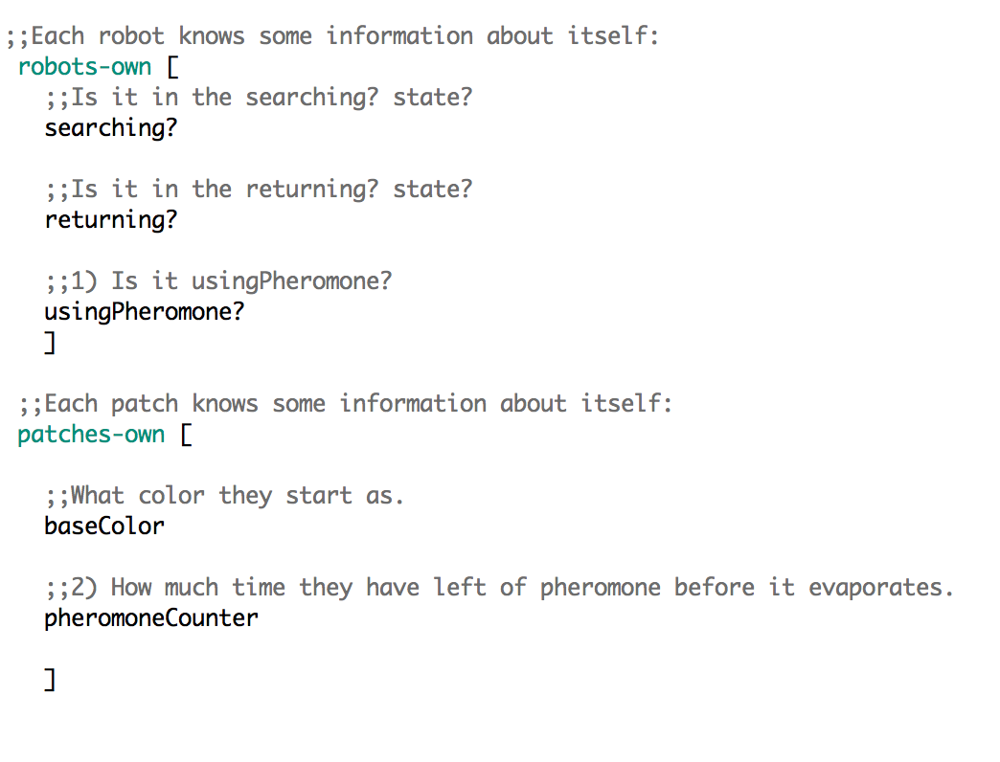 ;;Each robot knows some information about itself:
robots-own [
;;Is it in the searching? state?
searching?
;;Is it in the returning? state?
returning?
;;1) Is it usingPheromone?
usingPheromone?
]
;;Each patch knows some information about itself:
patches-own [
;;What color they start as.
baseColor
;;2) How much time they have left of pheromone before it evaporates.
pheromoneCounter
]